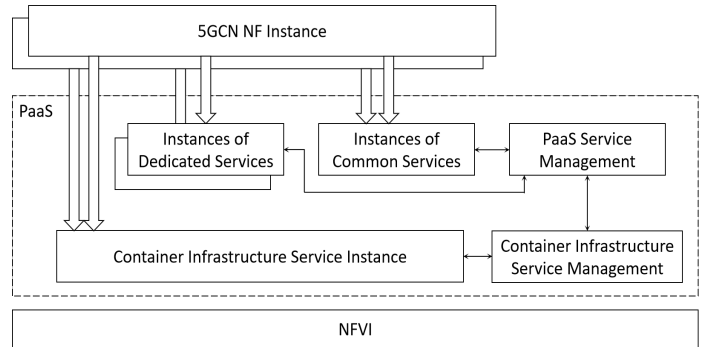 5GCN NF Instance
PaaS
Instances of
Dedicated Services
Instances of
Common Services
PaaS Service
Management
Container Infrastructure Service Instance
Container Infrastructure
Service Management
NFVI